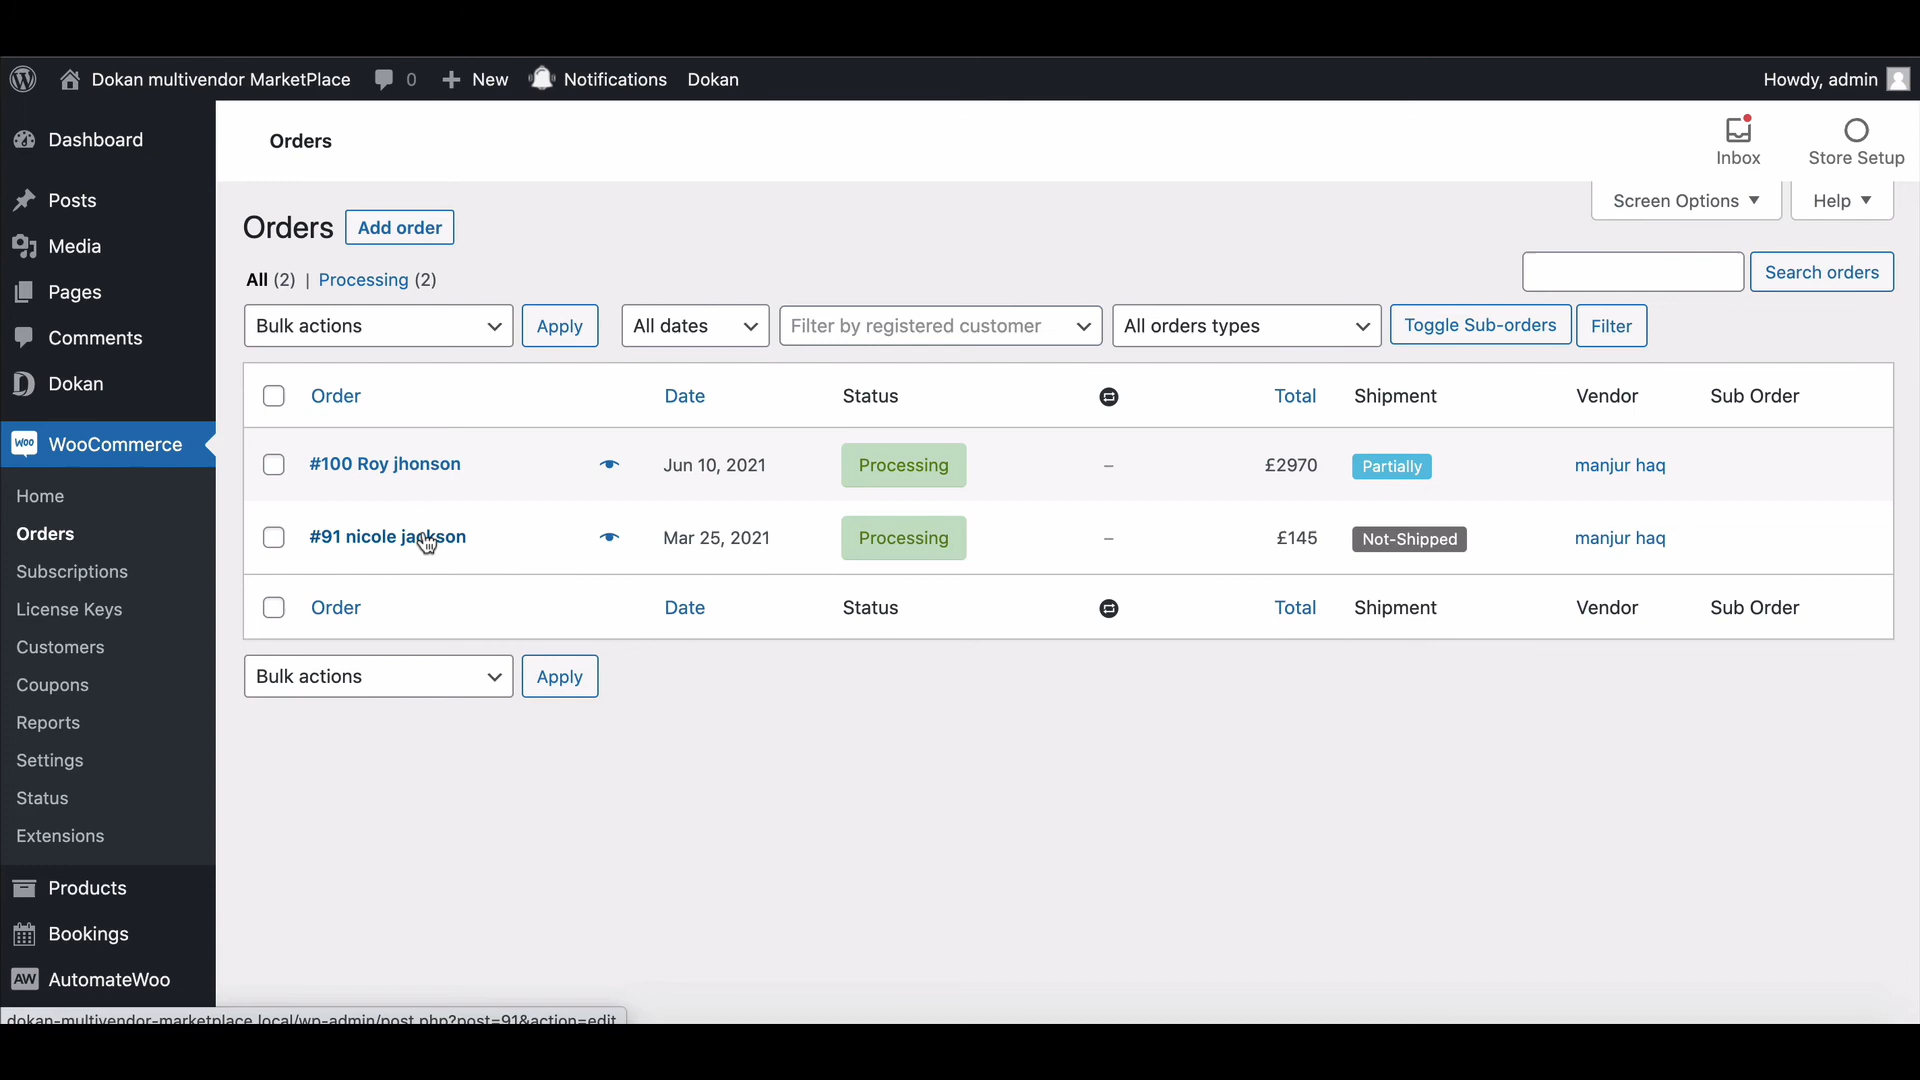 Dokan multivendor MarketPlace 0 New Notifications Dokan Howdy, admin
Dashboard
Posts
Media
Pages
Comments
Dokan
WOO WooCommerce
Home
Orders
Subscriptions
License Keys
Customers
Coupons
Reports
Settings
Status
Extensions
Products
Bookings
AW AutomateWoo
Orders
Inbox Store Setup
Screen Options Help
Orders Add order
All (2) | Processing (2)
Search orders
Bulk actions Apply All dates Filter by registered customer All orders types Toggle Sub-orders Filter
Order Date Status Total Shipment Vendor Sub Order
#100 Roy jhonson Jun 10, 2021 Processing – £2970 Partially manjur haq
#91 nicole jackson Mar 25, 2021 Processing – £145 Not-Shipped manjur haq
Order Date Status Total Shipment Vendor Sub Order
Bulk actions Apply
dokan-multivendor-marketplace.local/wp-admin/post.php?post=91&action=edit